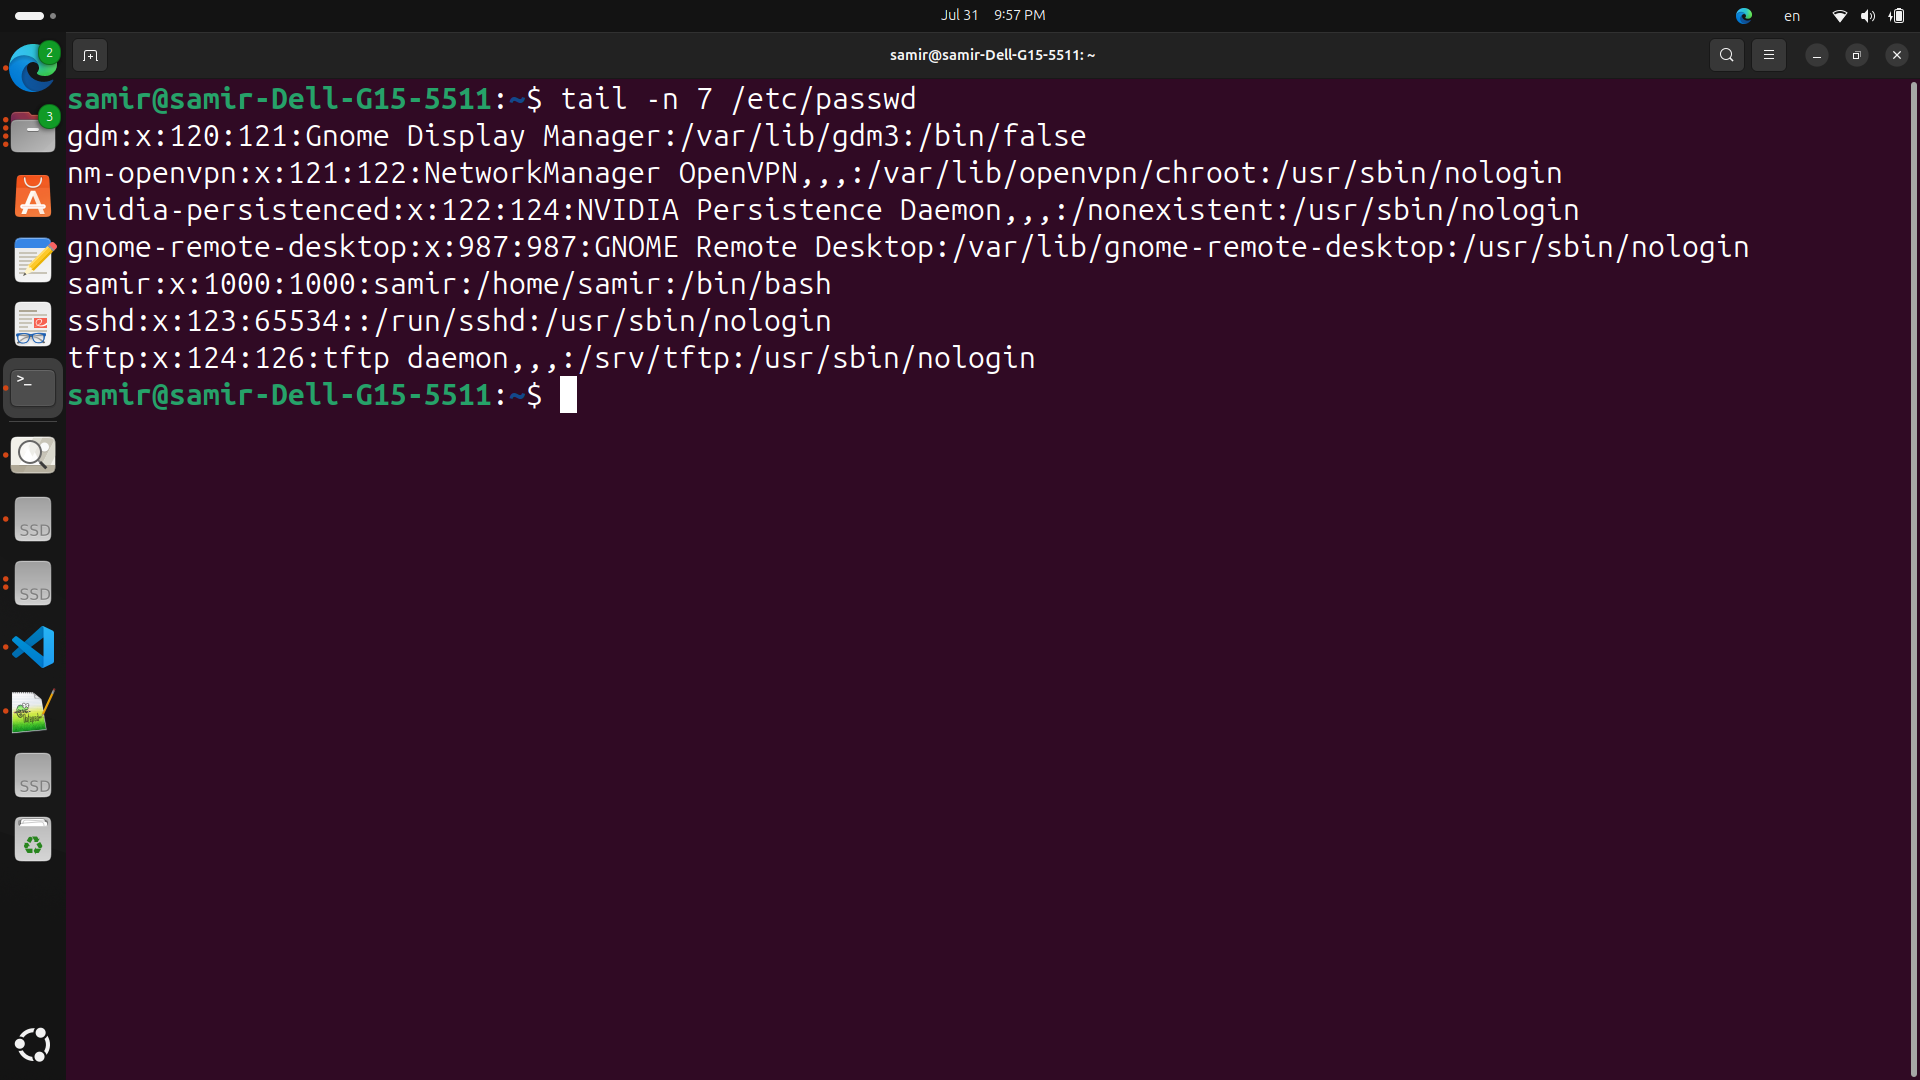 Jul 31 9:57 PM
en
samir@samir-Dell-G15-5511: ~
2
3
samir@samir-Dell-G15-5511:~$ tail -n 7 /etc/passwd
gdm:x:120:121:Gnome Display Manager:/var/lib/gdm3:/bin/false
nm-openvpn:x:121:122:NetworkManager OpenVPN,,,:/var/lib/openvpn/chroot:/usr/sbin/nologin
nvidia-persistenced:x:122:124:NVIDIA Persistence Daemon,,,:/nonexistent:/usr/sbin/nologin
gnome-remote-desktop:x:987:987:GNOME Remote Desktop:/var/lib/gnome-remote-desktop:/usr/sbin/nologin
samir:x:1000:1000:samir:/home/samir:/bin/bash
sshd:x:123:65534::/run/sshd:/usr/sbin/nologin
tftp:x:124:126:tftp daemon,,,:/srv/tftp:/usr/sbin/nologin
samir@samir-Dell-G15-5511:~$
>_
SSD
SSD
SSD